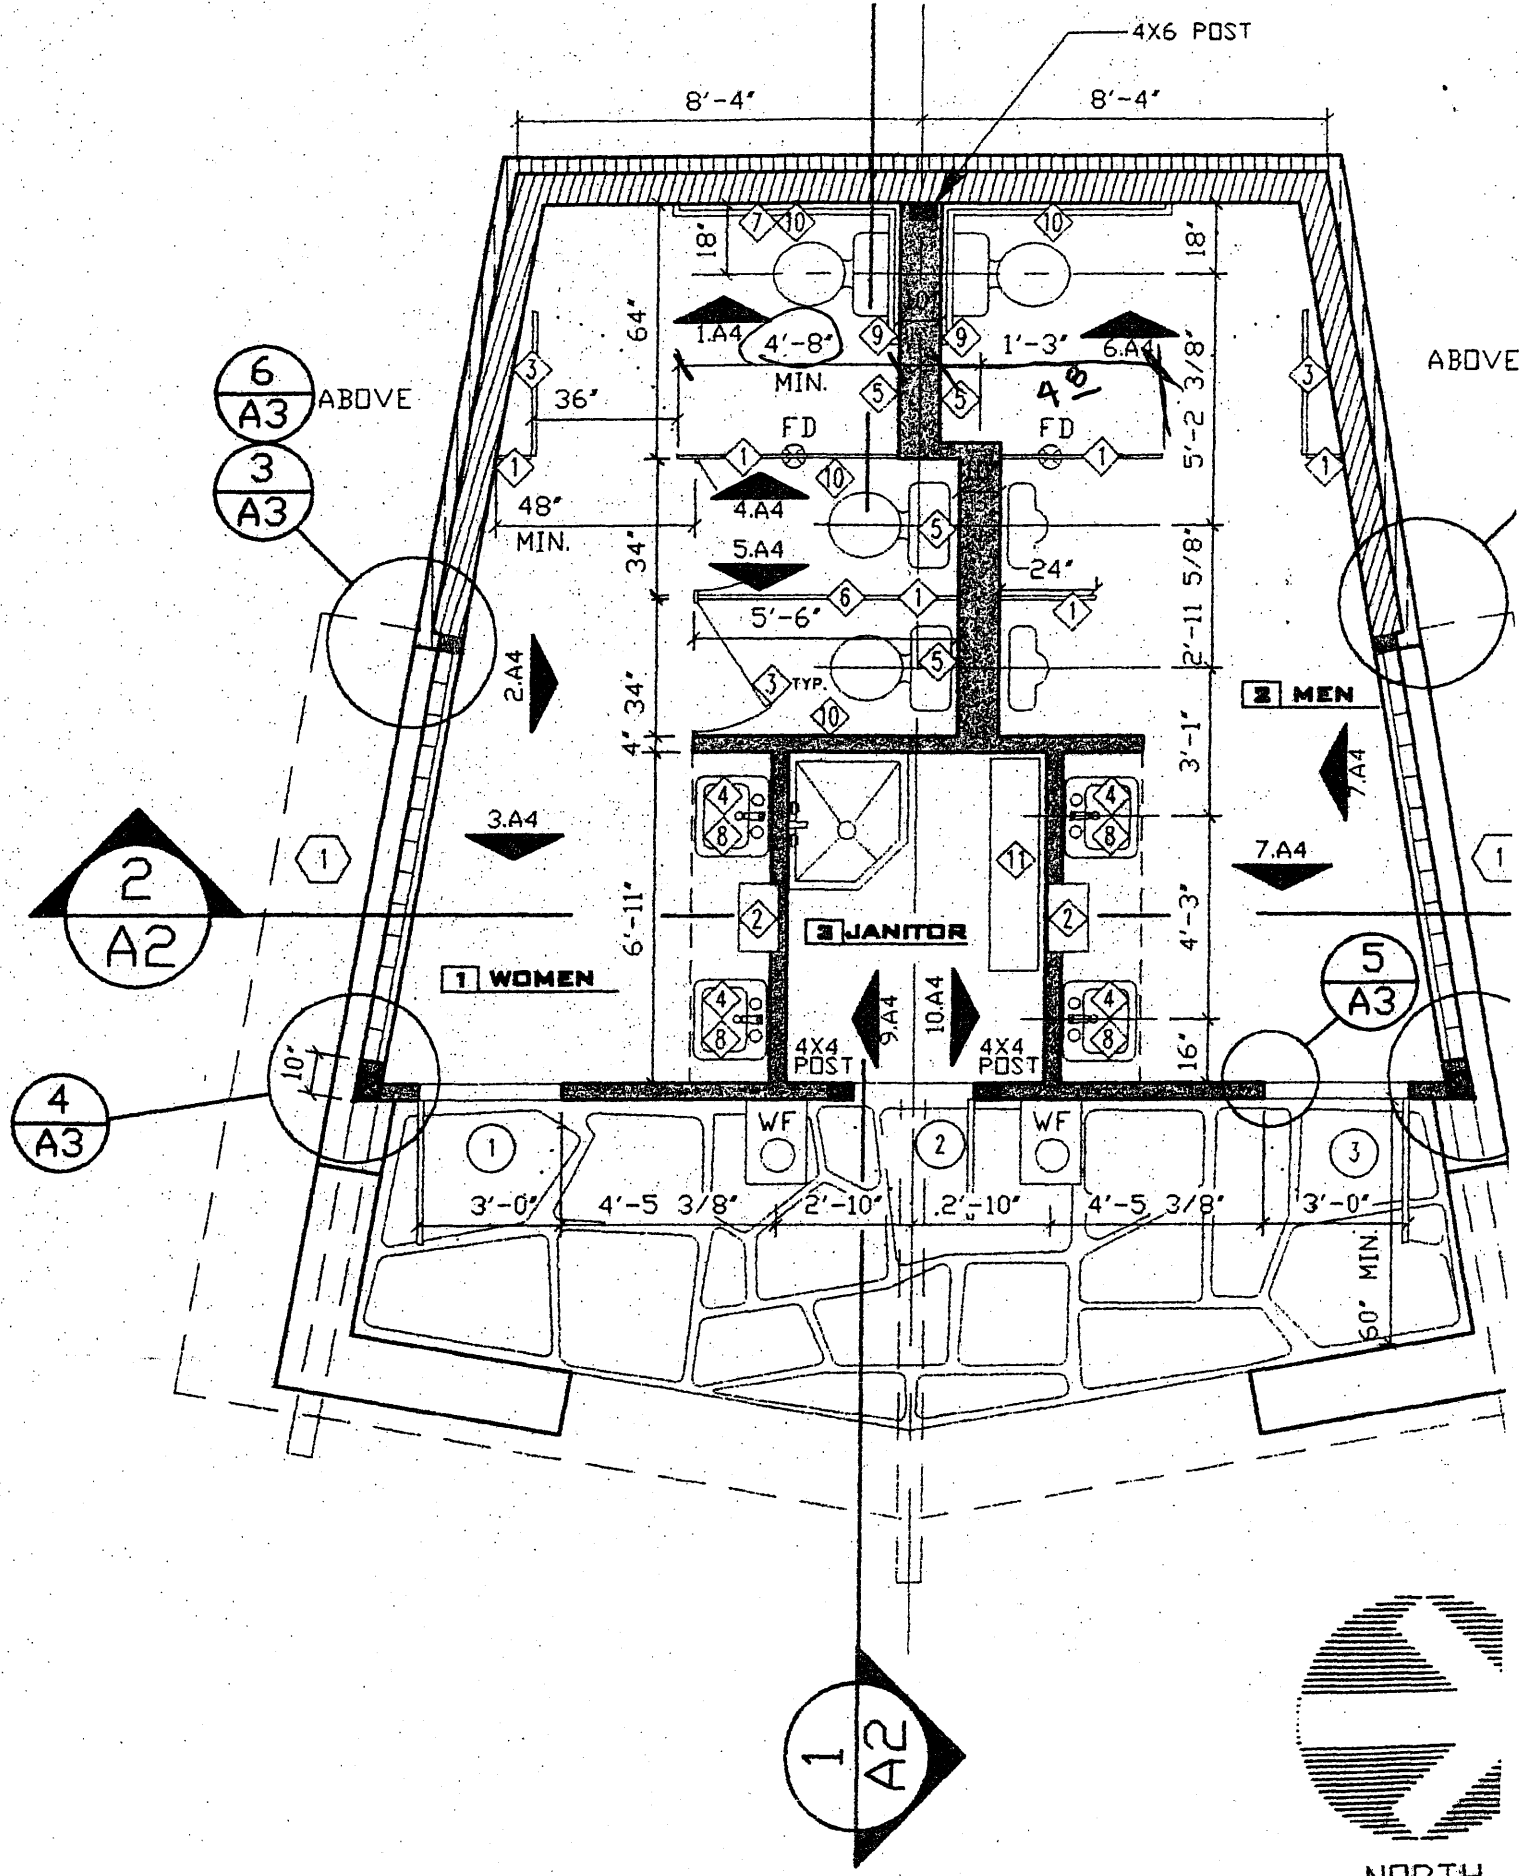 4X6 POST
8'-4" 8'-4"
7 10 10
18" 18"
64"
1.A4 4'-8" 9 9 1'-3" 6.A4
MIN. 5 5 48
5'-2 3/8"
6
A3 ABOVE
3 36" 3 ABOVE
FD FD
1 1 1 1
3
A3
10
48" 4.A4
MIN. 5
34" 5.A4 24" 2'-11 5/8"
6 1 1
5'-6"
5
2.A4 3 TYP.
34" 10
2 MEN
4" 3'-1"
7.A4
4 4
8 8
3.A4 7.A4
1 11 1
2
A2
6'-11" 2 2 4'-3"
3 JANITOR
1 WOMEN
5
A3
4 4
8 9.A4 10.A4 8
4X4 4X4
POST POST
10" 16"
4
A3
WF WF
1 2 3
3'-0" 4'-5 3/8" 2'-10" 2'-10" 4'-5 3/8" 3'-0"
60" MIN.
1
A2
NORTH